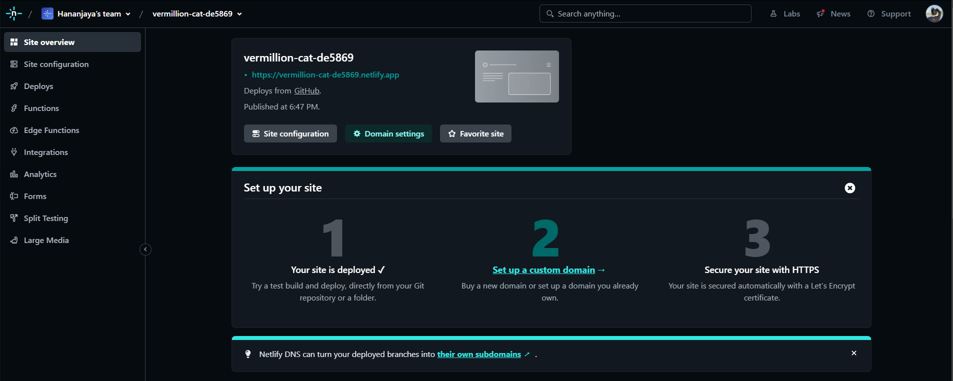 / Hananjaya's team / vermillion-cat-de5869
Search anything...
Labs
News
Support
Site overview
Site configuration
Deploys
Functions
Edge Functions
Integrations
Analytics
Forms
Split Testing
Large Media
vermillion-cat-de5869
https://vermillion-cat-de5869.netlify.app
Deploys from GitHub.
Published at 6:47 PM.
Site configuration
Domain settings
Favorite site
Set up your site
1
Your site is deployed ✓
Try a test build and deploy, directly from your Git
repository or a folder.
2
Set up a custom domain →
Buy a new domain or set up a domain you already
own.
3
Secure your site with HTTPS
Your site is secured automatically with a Let's Encrypt
certificate.
Netlify DNS can turn your deployed branches into their own subdomains ↗ .